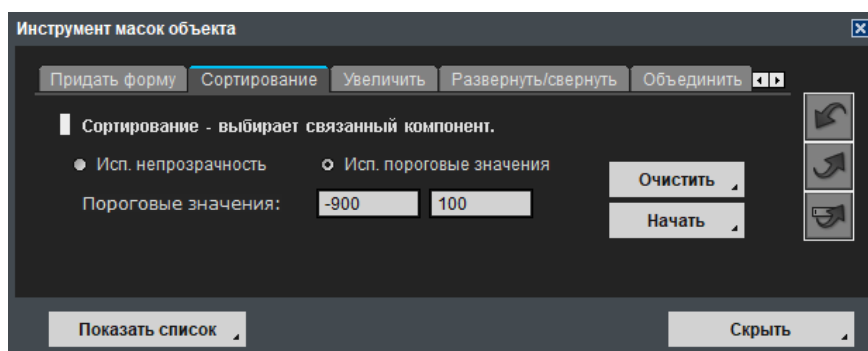 Инструмент масок объекта
Придать форму Сортирование Увеличить Развернуть/свернуть Объединить
Сортирование - выбирает связанный компонент.
Исп. непрозрачность Исп. пороговые значения
Очистить
Пороговые значения: -900 100
Начать
Показать список Скрыть